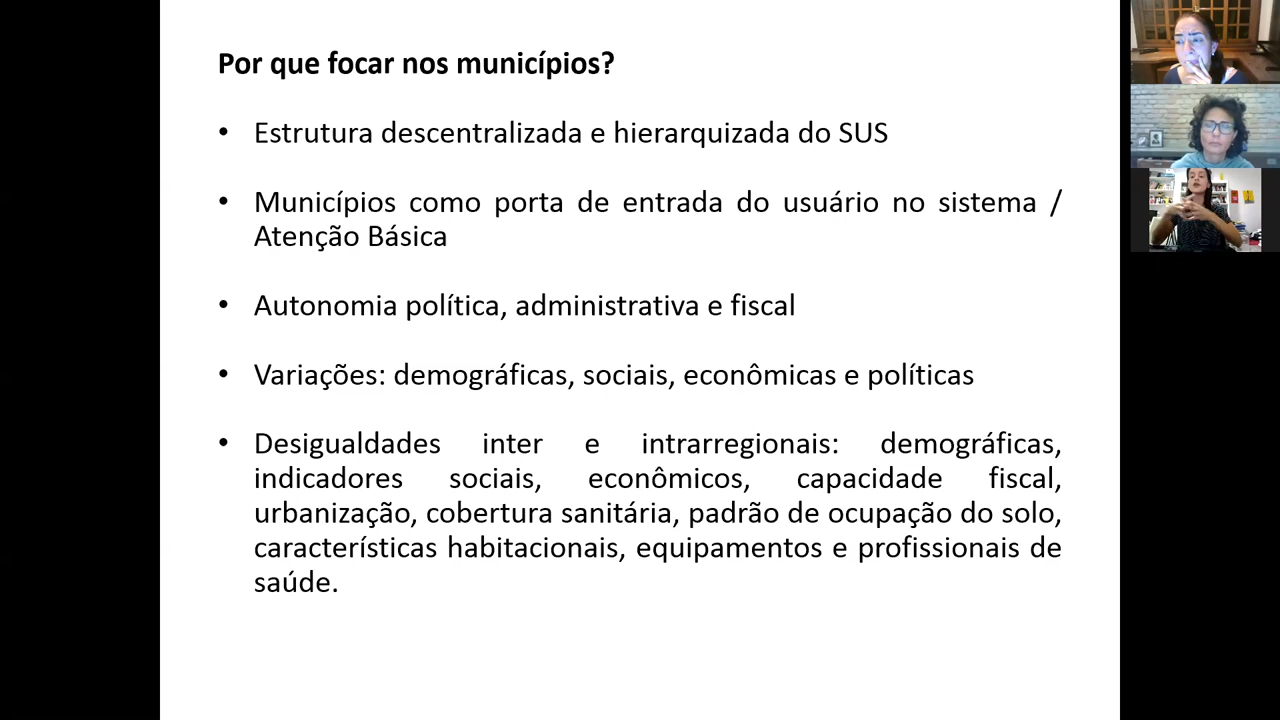 Por que focar nos municípios?
• Estrutura descentralizada e hierarquizada do SUS
• Municípios como porta de entrada do usuário no sistema /
Atenção Básica
• Autonomia política, administrativa e fiscal
• Variações: demográficas, sociais, econômicas e políticas
• Desigualdades inter e intrarregionais: demográficas,
indicadores sociais, econômicos, capacidade fiscal,
urbanização, cobertura sanitária, padrão de ocupação do solo,
características habitacionais, equipamentos e profissionais de
saúde.